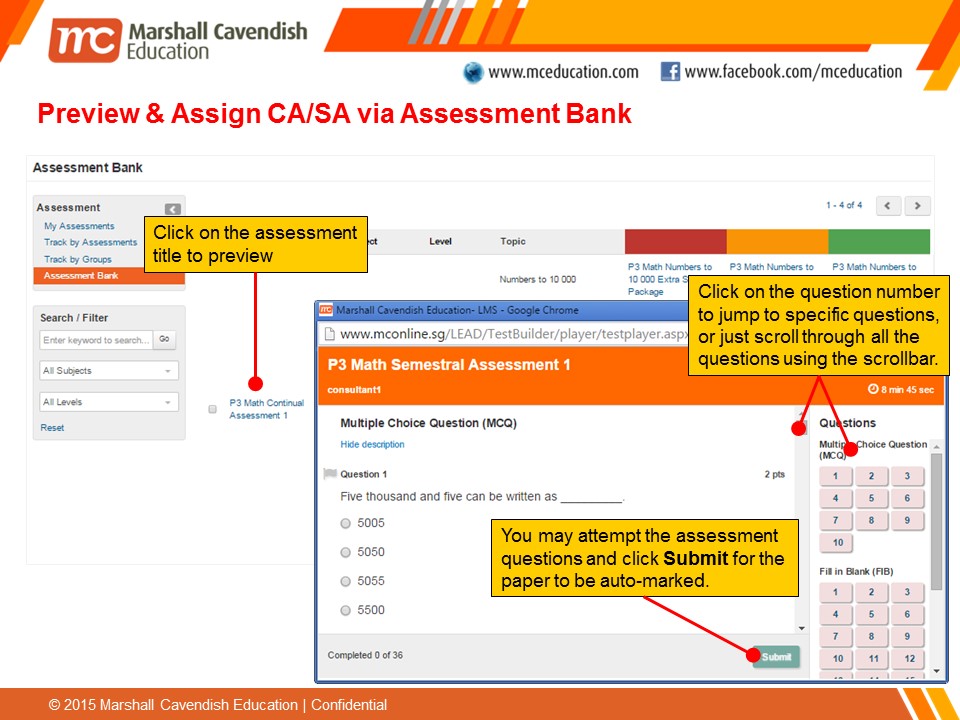 mc Marshall Cavendish
Education
www.mceducation.com
www.facebook.com/mceducation
Preview & Assign CA/SA via Assessment Bank
Assessment Bank
Assessment
My Assessments
Track by Assessments
Track by Groups
Assessment Bank
Search / Filter
Enter keyword to search... Go
All Subjects
All Levels
Reset
Click on the assessment
title to preview
1 - 4 of 4
Level Topic
Numbers to 10 000
P3 Math Numbers to
10 000 Extra
Package
P3 Math Numbers to
P3 Math Numbers to
P3 Math Continual
Assessment 1
Click on the question number
to jump to specific questions,
or just scroll through all the
questions using the scrollbar.
mc Marshall Cavendish Education- LMS - Google Chrome
www.mconline.sg/LEAD/TestBuilder/player/testplayer.aspx
P3 Math Semestral Assessment 1
consultant1
8 min 45 sec
Multiple Choice Question (MCQ)
Hide description
Question 1 2 pts
Five thousand and five can be written as _________.
5005
5050
5055
5500
You may attempt the assessment
questions and click Submit for the
paper to be auto-marked.
Completed 0 of 36
Submit
Questions
Multiple Choice Question
(MCQ)
1 2 3
4 5 6
7 8 9
10
Fill in Blank (FIB)
1 2 3
4 5 6
7 8 9
10 11 12
© 2015 Marshall Cavendish Education | Confidential